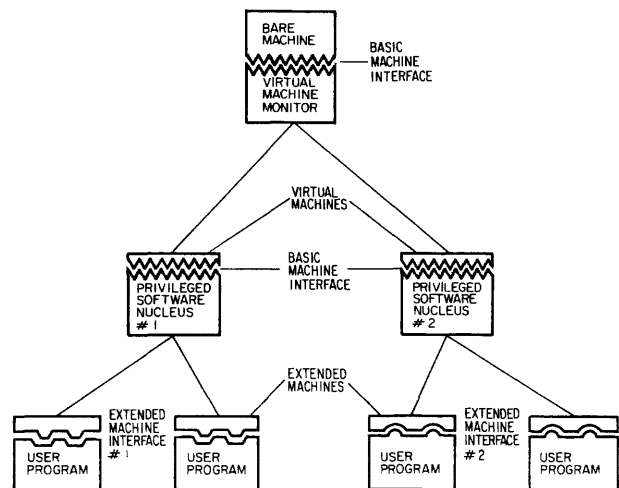 BARE
MACHINE
BASIC
MACHINE
INTERFACE
VIRTUAL
MACHINE
MONITOR
VIRTUAL
MACHINES
BASIC
MACHINE
INTERFACE
PRIVILEGED
SOFTWARE
NUCLEUS
# 1
PRIVILEGED
SOFTWARE
NUCLEUS
# 2
EXTENDED
MACHINES
EXTENDED
MACHINE
INTERFACE
# 1
EXTENDED
MACHINE
INTERFACE
# 2
USER
PROGRAM
USER
PROGRAM
USER
PROGRAM
USER
PROGRAM